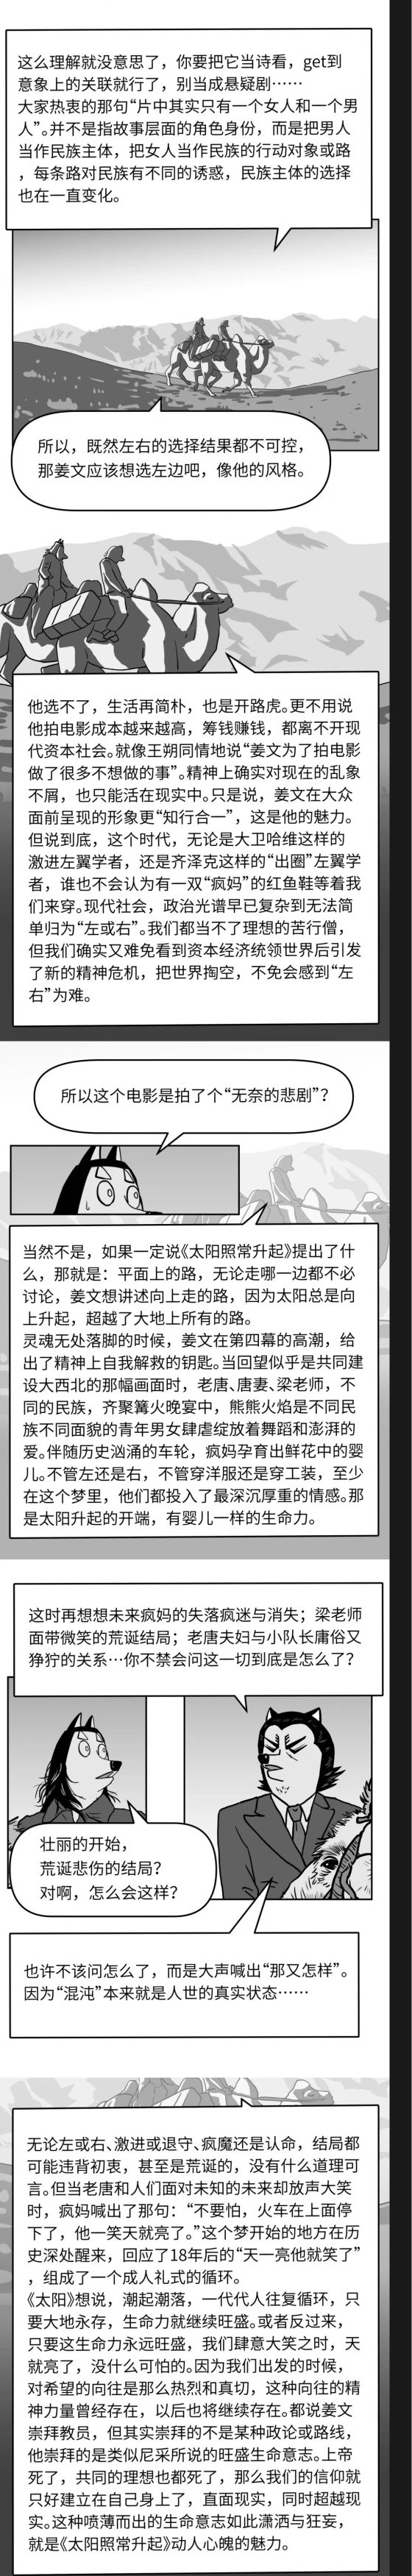 这么理解就没意思了，你要把它当诗看，get到
意象上的关联就行了，别当成悬疑剧……
大家热衷的那句“片中其实只有一个女人和一个男
人”。并不是指故事层面的角色身份，而是把男人
当作民族主体，把女人当作民族的行动对象或路
，每条路对民族有不同的诱惑，民族主体的选择
也在一直变化。
所以，既然左右的选择结果都不可控，
那姜文应该想选左边吧，像他的风格。
他选不了，生活再简朴，也是开路虎。更不用说
他拍电影成本越来越高，筹钱赚钱，都离不开现
代资本社会。就像王朔同情地说“姜文为了拍电影
做了很多不想做的事”。精神上确实对现在的乱象
不屑，也只能活在现实中。只是说，姜文在大众
面前呈现的形象更“知行合一”，这是他的魅力。
但说到底，这个时代，无论是大卫哈维这样的
激进左翼学者，还是齐泽克这样的“出圈”左翼学
者，谁也不会认为有一双“疯妈”的红鱼鞋等着我
们来穿。现代社会，政治光谱早已复杂到无法简
单归为“左或右”。我们都当不了理想的苦行僧，
但我们确实又难免看到资本经济统领世界后引发
了新的精神危机，把世界掏空，不免会感到“左
右”为难。
所以这个电影是拍了个“无奈的悲剧”？
当然不是，如果一定说《太阳照常升起》提出了什
么，那就是：平面上的路，无论走哪一边都不必
讨论，姜文想讲述向上走的路，因为太阳总是向
上升起，超越了大地上所有的路。
灵魂无处落脚的时候，姜文在第四幕的高潮，给
出了精神上自我解救的钥匙。当回望似乎是共同建
设大西北的那幅画面时，老唐、唐妻、梁老师，不
同的民族，齐聚篝火晚宴中，熊熊火焰是不同民
族不同面貌的青年男女肆虐绽放着舞蹈和澎湃的
爱。伴随历史汹涌的车轮，疯妈孕育出鲜花中的婴
儿。不管左还是右，不管穿洋服还是穿工装，至少
在这个梦里，他们都投入了最深沉厚重的情感。那
是太阳升起的开端，有婴儿一样的生命力。
这时再想想未来疯妈的失落疯迷与消失；梁老师
面带微笑的荒诞结局；老唐夫妇与小队长庸俗又
狰狞的关系…你不禁会问这一切到底是怎么了？
壮丽的开始，
荒诞悲伤的结局？
对啊，怎么会这样？
也许不该问怎么了，而是大声喊出“那又怎样”。
因为“混沌”本来就是人世的真实状态……
无论左或右、激进或退守、疯魔还是认命，结局都
可能违背初衷，甚至是荒诞的，没有什么道理可
言。但当老唐和人们面对未知的未来却放声大笑
时，疯妈喊出了那句：“不要怕，火车在上面停
下了，他一笑天就亮了。”这个梦开始的地方在历
史深处醒来，回应了18年后的“天一亮他就笑了”
，组成了一个成人礼式的循环。
《太阳》想说，潮起潮落，一代代人往复循环，只
要大地永存，生命力就继续旺盛。或者反过来，
只要这生命力永远旺盛，我们肆意大笑之时，天
就亮了，没什么可怕的。因为我们出发的时候，
对希望的向往是那么热烈和真切，这种向往的精
神力量曾经存在，以后也将继续存在。都说姜文
崇拜教员，但其实崇拜的不是某种政论或路线，
他崇拜的是类似尼采所说的旺盛生命意志。上帝
死了，共同的理想也都死了，那么我们的信仰就
只好建立在自己身上了，直面现实，同时超越现
实。这种喷薄而出的生命意志如此潇洒与狂妄，
就是《太阳照常升起》动人心魄的魅力。